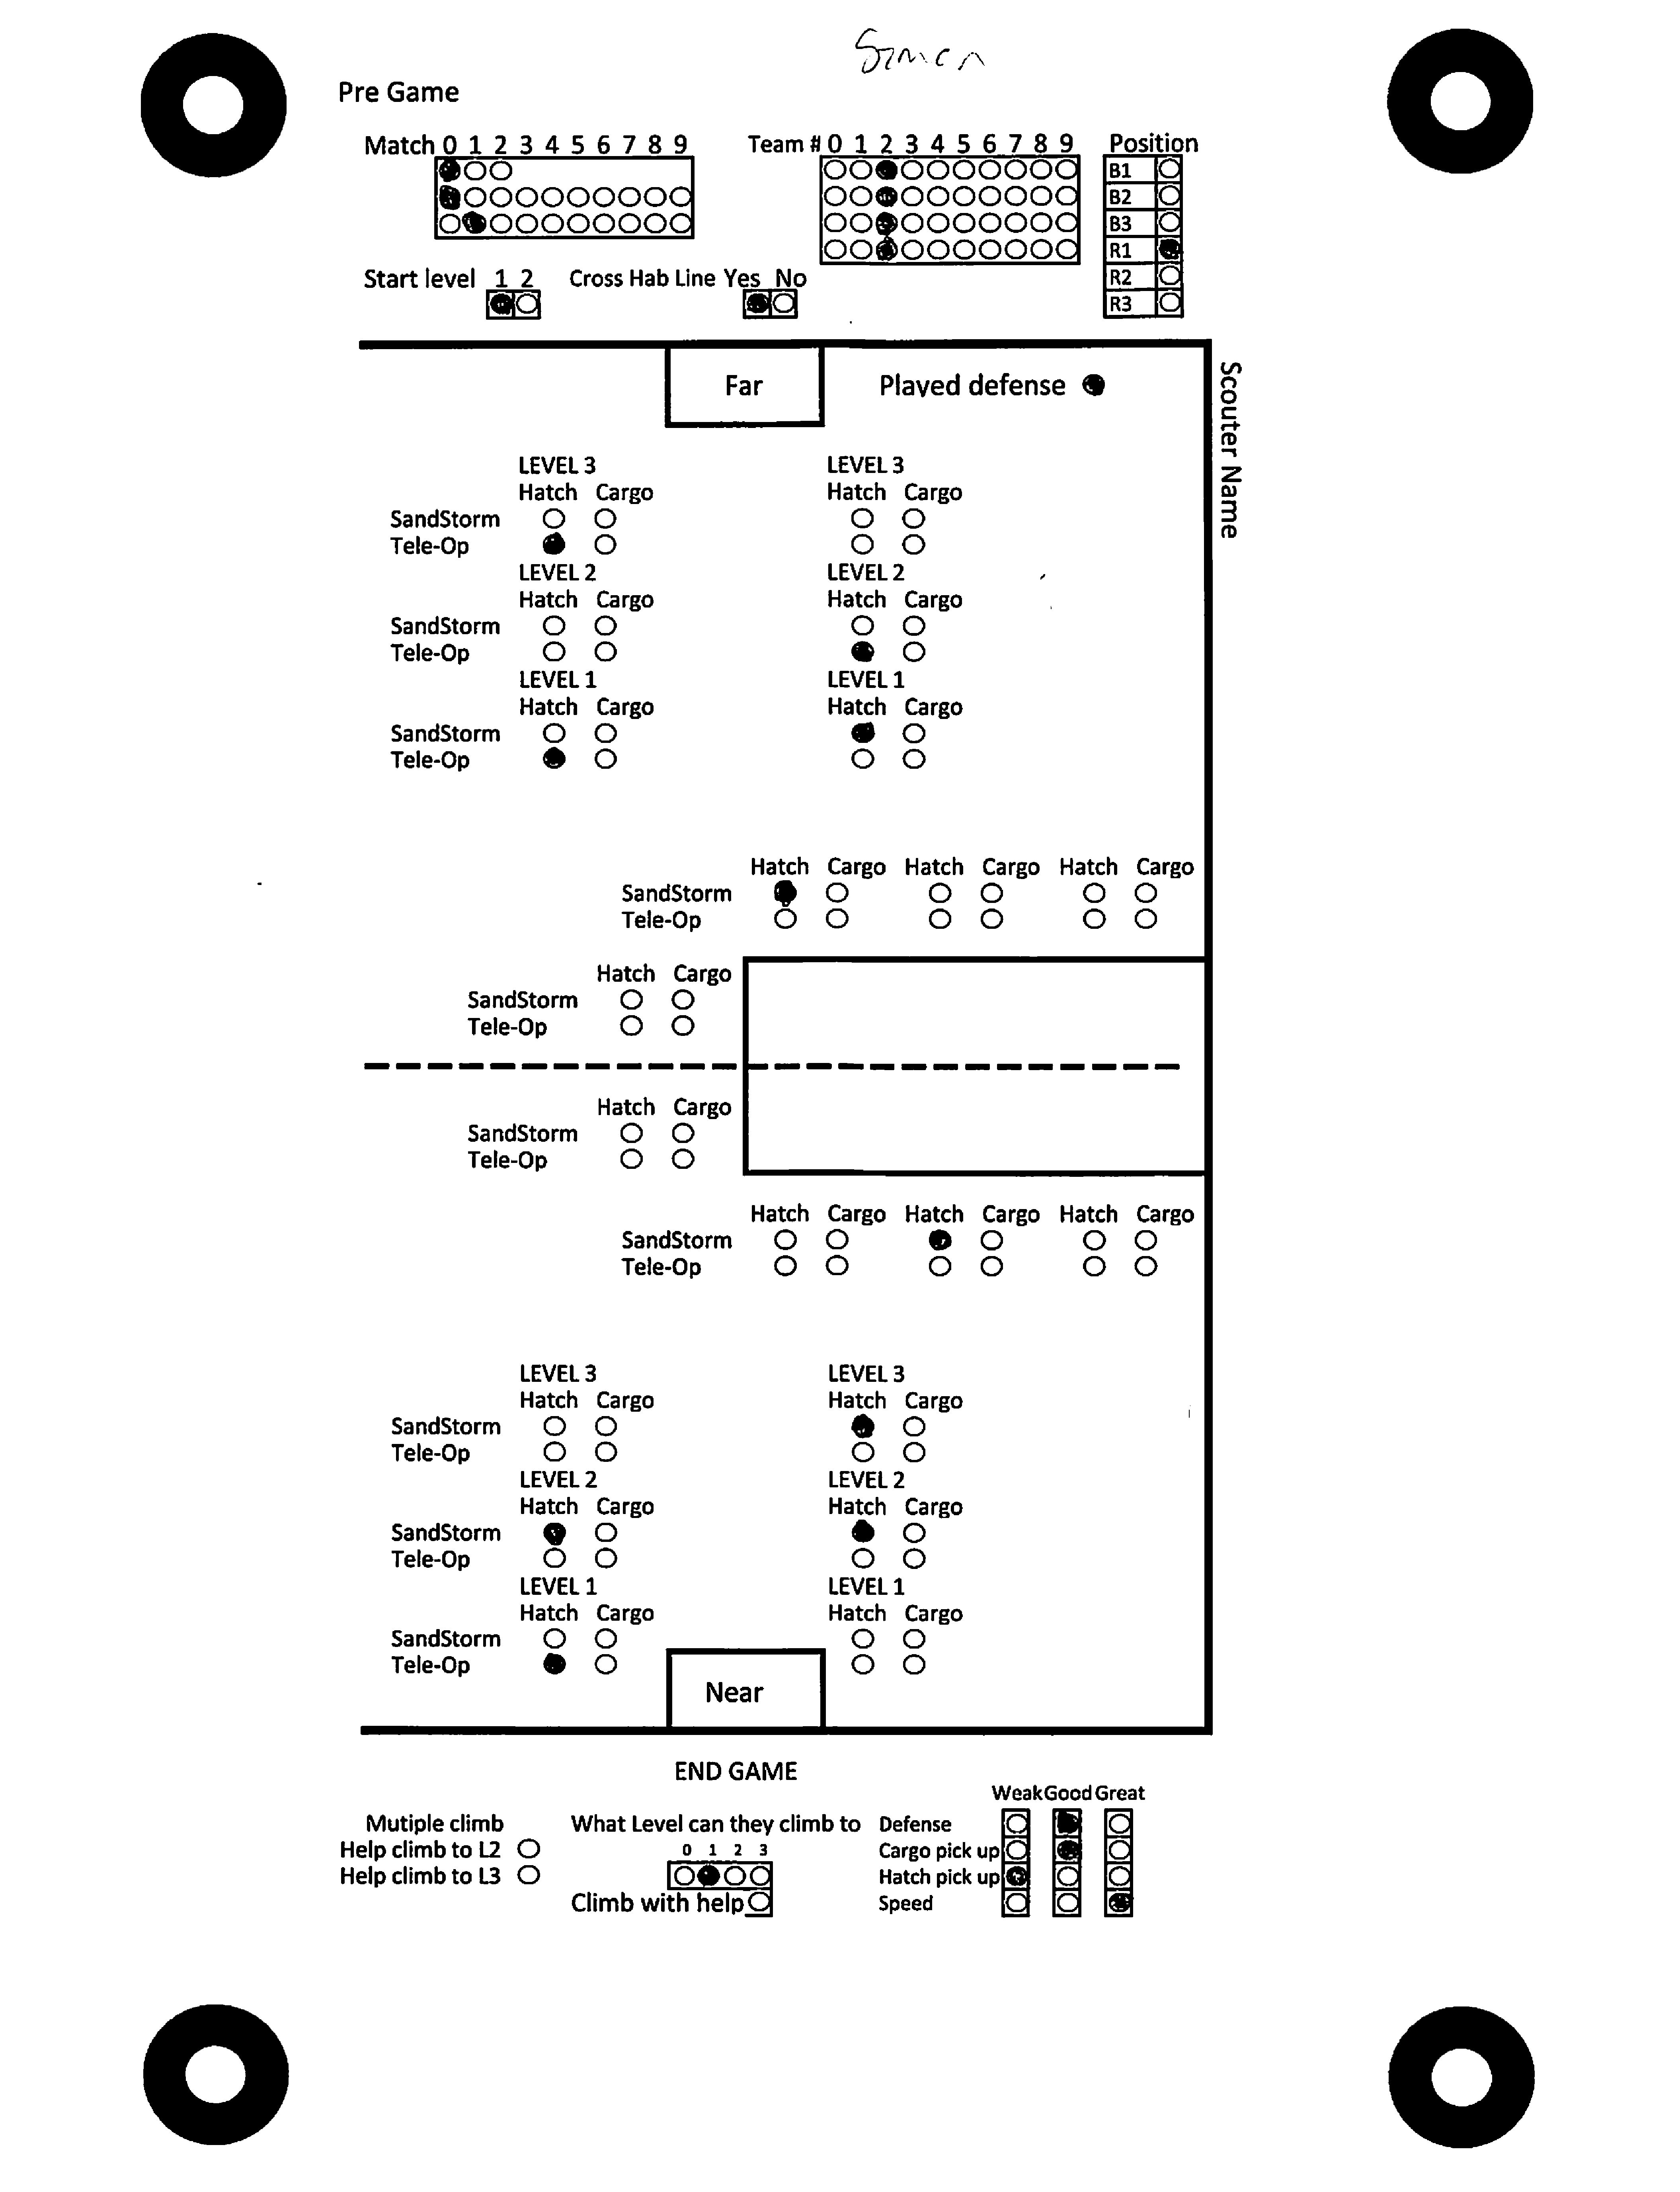 Simon
Pre Game
Match 0 1 2 3 4 5 6 7 8 9
Team # 0 1 2 3 4 5 6 7 8 9
Position
B1
B2
B3
R1
R2
R3
Start level 1 2
Cross Hab Line Yes No
Far
Played defense
Scouter Name
LEVEL 3 LEVEL 3
Hatch Cargo Hatch Cargo
SandStorm
Tele-Op
LEVEL 2 LEVEL 2
Hatch Cargo Hatch Cargo
SandStorm
Tele-Op
LEVEL 1 LEVEL 1
Hatch Cargo Hatch Cargo
SandStorm
Tele-Op
Hatch Cargo Hatch Cargo Hatch Cargo
SandStorm
Tele-Op
Hatch Cargo
SandStorm
Tele-Op
Hatch Cargo
SandStorm
Tele-Op
Hatch Cargo Hatch Cargo Hatch Cargo
SandStorm
Tele-Op
LEVEL 3 LEVEL 3
Hatch Cargo Hatch Cargo
SandStorm
Tele-Op
LEVEL 2 LEVEL 2
Hatch Cargo Hatch Cargo
SandStorm
Tele-Op
LEVEL 1 LEVEL 1
Hatch Cargo Hatch Cargo
SandStorm
Tele-Op
Near
END GAME
Mutiple climb
Help climb to L2
Help climb to L3
What Level can they climb to
0 1 2 3
Climb with help
Weak Good Great
Defense
Cargo pick up
Hatch pick up
Speed